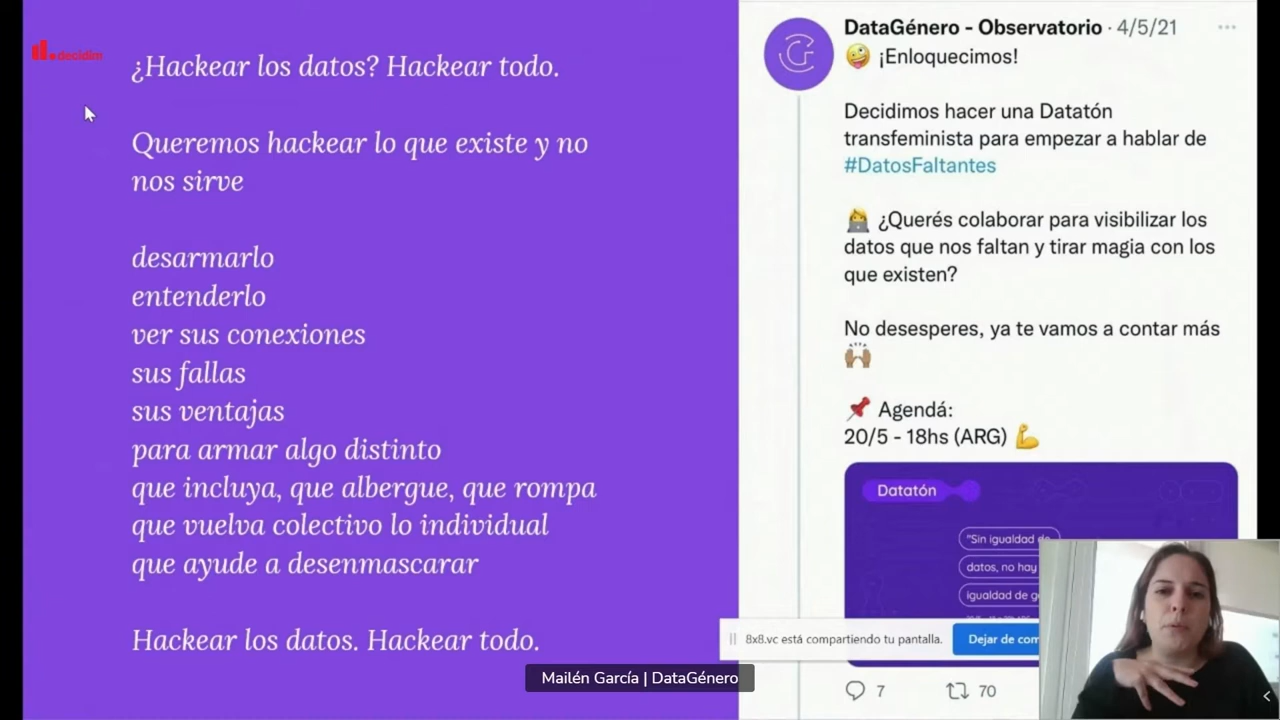 decidim
¿Hackear los datos? Hackear todo.
Queremos hackear lo que existe y no
nos sirve
desarmarlo
entenderlo
ver sus conexiones
sus fallas
sus ventajas
para armar algo distinto
que incluya, que albergue, que rompa
que vuelva colectivo lo individual
que ayude a desenmascarar
Hackear los datos. Hackear todo.
DataGénero - Observatorio · 4/5/21
¡Enloquecimos!
Decidimos hacer una Datatón
transfeminista para empezar a hablar de
#DatosFaltantes
¿Querés colaborar para visibilizar los
datos que nos faltan y tirar magia con los
que existen?
No desesperes, ya te vamos a contar más
Agendá:
20/5 - 18hs (ARG)
Datatón
"Sin igualdad de
datos, no hay
igualdad de g
8x8.vc está compartiendo tu pantalla.
Dejar de com
7
70
Mailén García | DataGénero